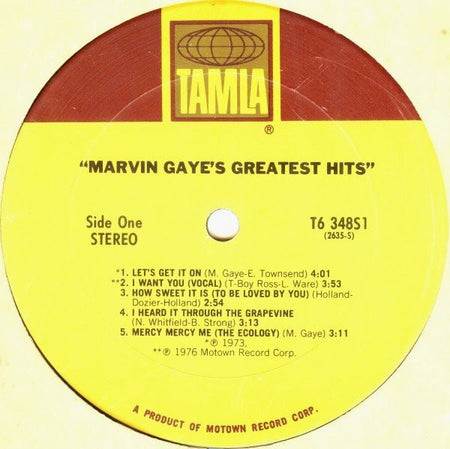 TAMLA
®
“MARVIN GAYE'S GREATEST HITS”
Side One
STEREO
T6 348S1
(2635-S)
*1. LET'S GET IT ON (M. Gaye-E. Townsend) 4:01
**2. I WANT YOU (VOCAL) (T-Boy Ross-L. Ware) 3:53
3. HOW SWEET IT IS (TO BE LOVED BY YOU) (Holland-
Dozier-Holland) 2:54
4. I HEARD IT THROUGH THE GRAPEVINE
(N. Whitfield-B. Strong) 3:13
5. MERCY MERCY ME (THE ECOLOGY) (M. Gaye) 3:11
*℗ 1973,
**℗ 1976 Motown Record Corp.
A PRODUCT OF MOTOWN RECORD CORP.